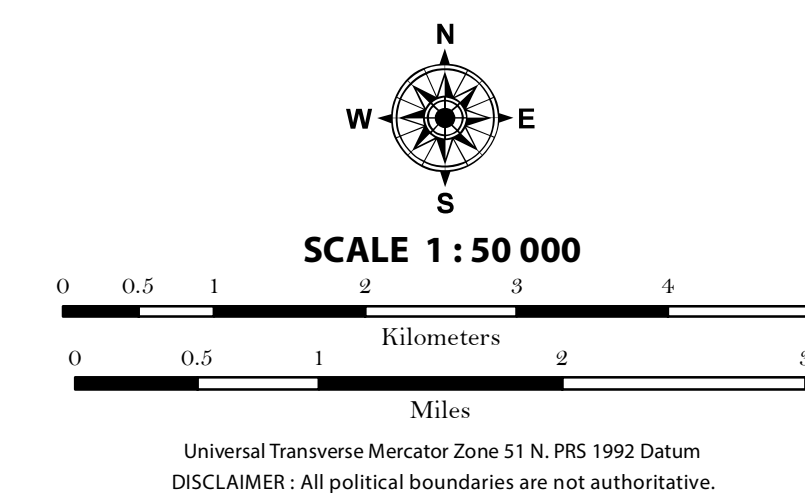 N
W E
S
SCALE 1 : 50 000
0 0.5 1 2 3 4
Kilometers
0 0.5 1 2 3
Miles
Universal Transverse Mercator Zone 51 N. PRS 1992 Datum
DISCLAIMER : All political boundaries are not authoritative.